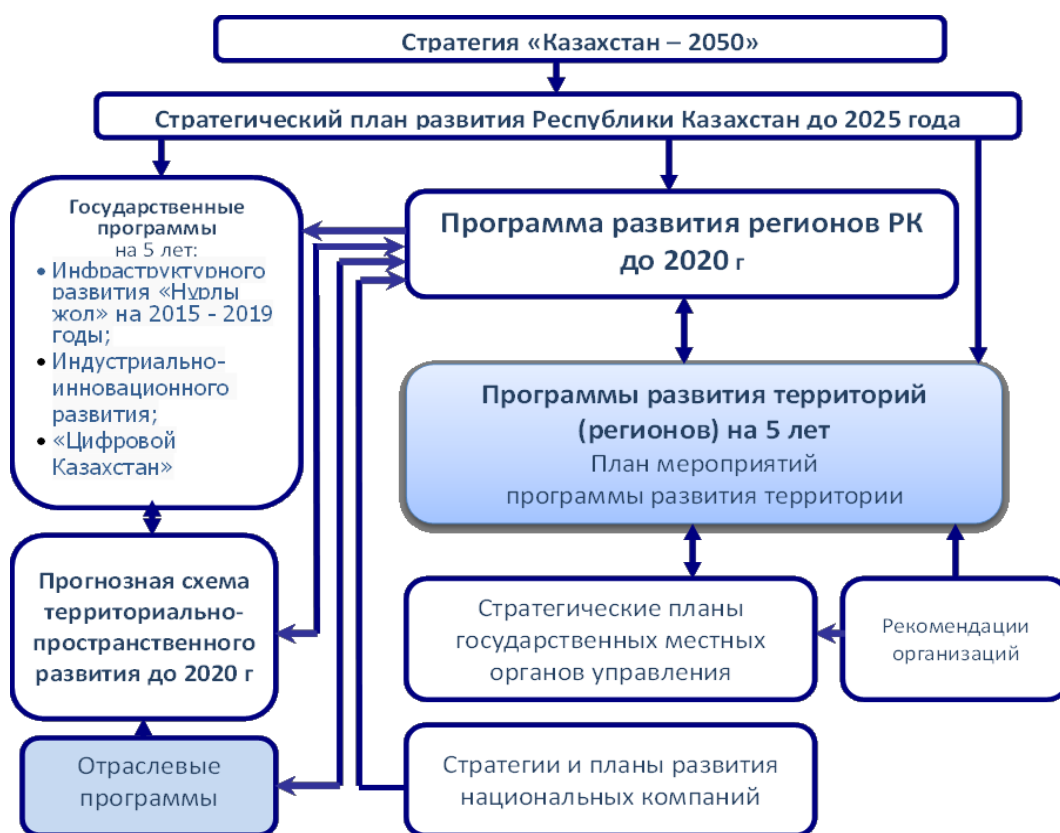 Стратегия «Казахстан – 2050»
Стратегический план развития Республики Казахстан до 2025 года
Государственные
программы
на 5 лет:
• Инфраструктурного
развития «Нурлы
жол» на 2015 - 2019
годы;
• Индустриально-
инновационного
развития;
• «Цифровой
Казахстан»
Программа развития регионов РК
до 2020 г
Программы развития территорий
(регионов) на 5 лет
План мероприятий
программы развития территории
Прогнозная схема
территориально-
пространственного
развития до 2020 г
Стратегические планы
государственных местных
органов управления
Рекомендации
организаций
Отраслевые
программы
Стратегии и планы развития
национальных компаний